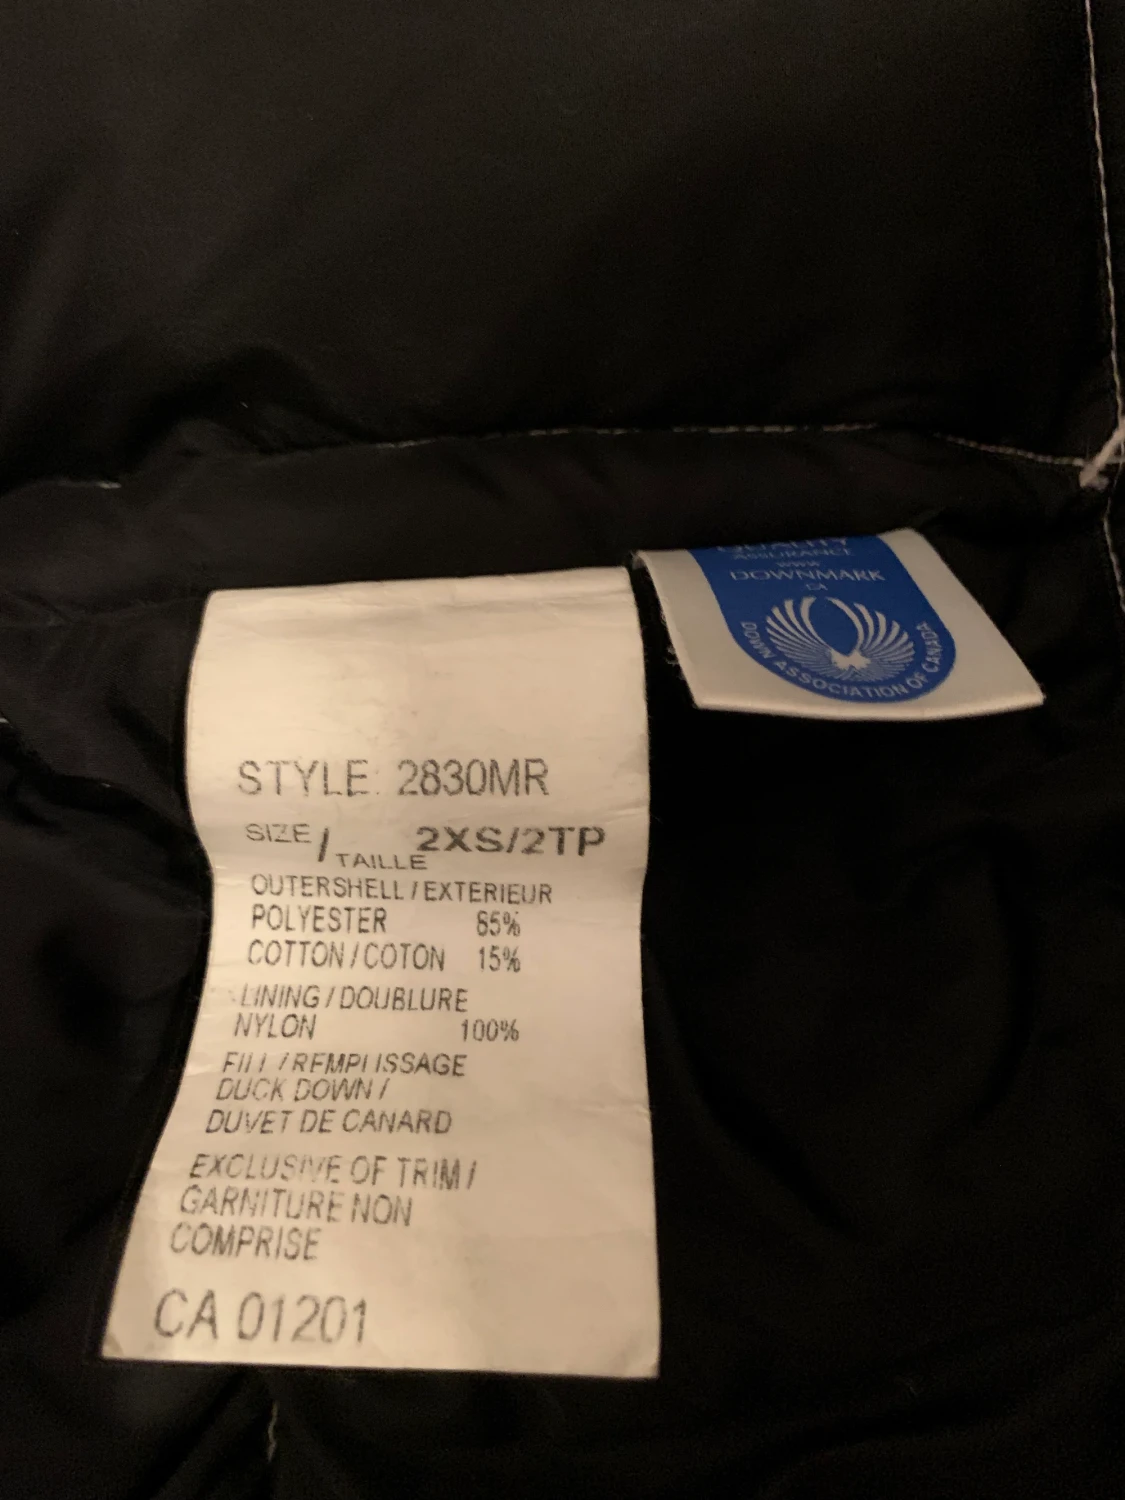 STYLE: 2830MR
SIZE / TAILLE 2XS/2TP
OUTERSHELL / EXTERIEUR
POLYESTER 85%
COTTON / COTON 15%
LINING / DOUBLURE
NYLON 100%
FILL / REMPLISSAGE
DUCK DOWN /
DUVET DE CANARD
EXCLUSIVE OF TRIM /
GARNITURE NON
COMPRISE
CA 01201
QUALITY
ASSURANCE
WWW
DOWNMARK
CA
DOWN ASSOCIATION OF CANADA